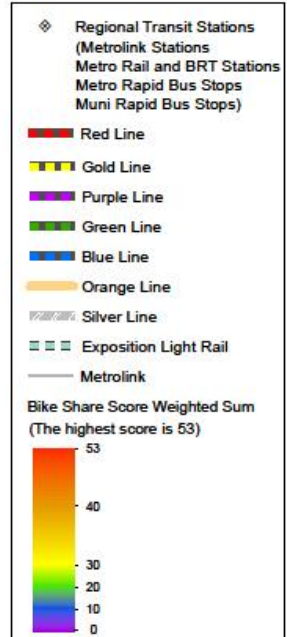 Regional Transit Stations
(Metrolink Stations
Metro Rail and BRT Stations
Metro Rapid Bus Stops
Muni Rapid Bus Stops)
Red Line
Gold Line
Purple Line
Green Line
Blue Line
Orange Line
Silver Line
Exposition Light Rail
Metrolink
Bike Share Score Weighted Sum
(The highest score is 53)
53
40
30
20
10
0